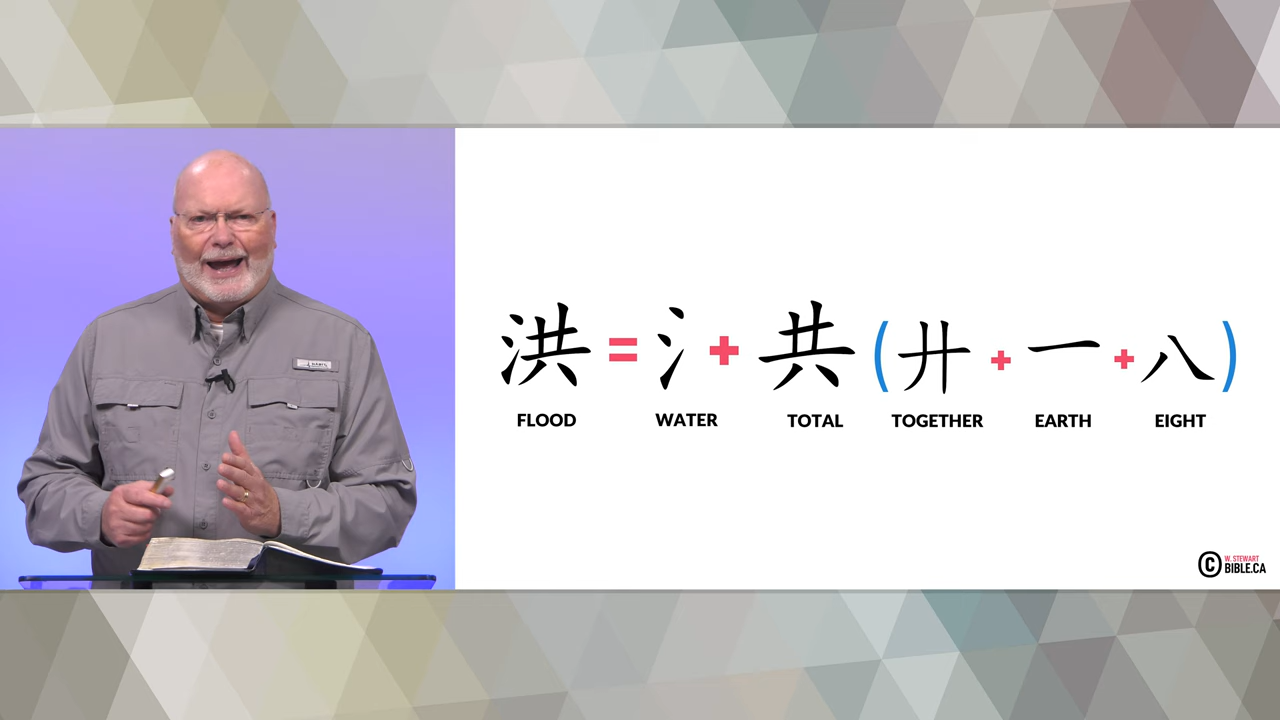 洪 = 氵 + 共 ( 廾 + 一 + 八 )
FLOOD WATER TOTAL TOGETHER EARTH EIGHT
© W. STEWART
BIBLE.CA